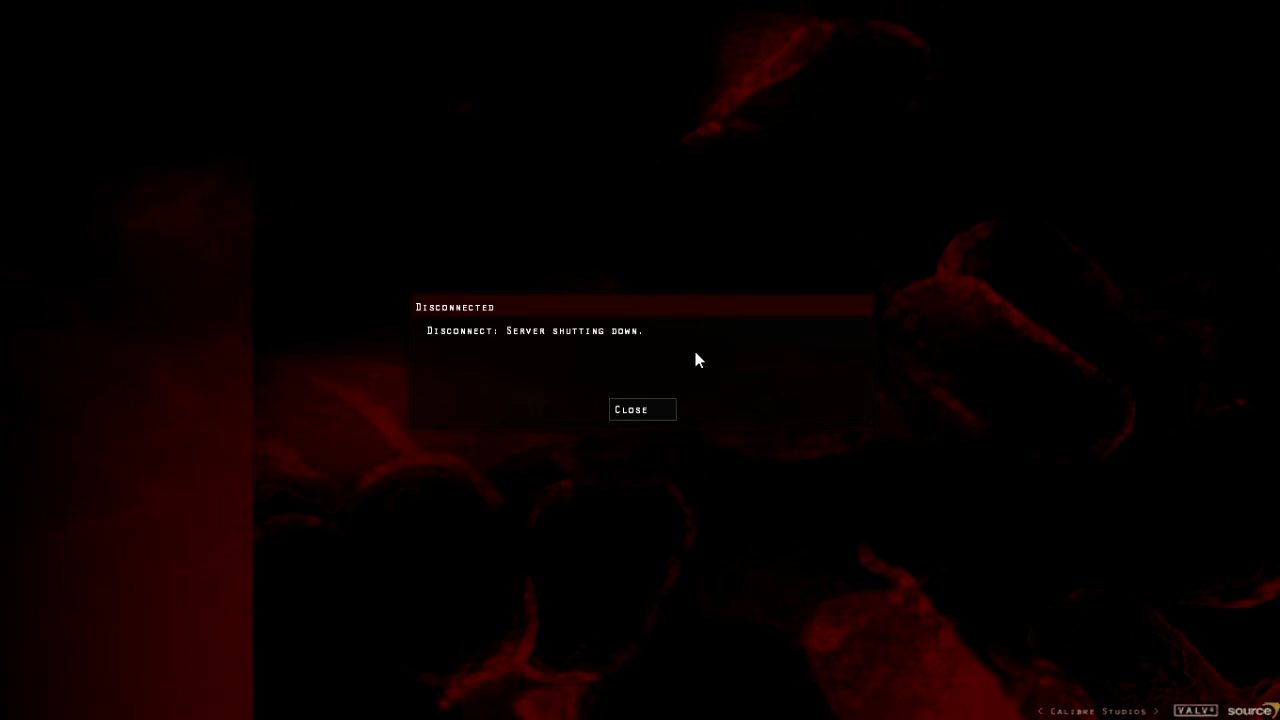 Disconnected
Disconnect: Server shutting down.
Close
< Calibre Studios > VALVE source